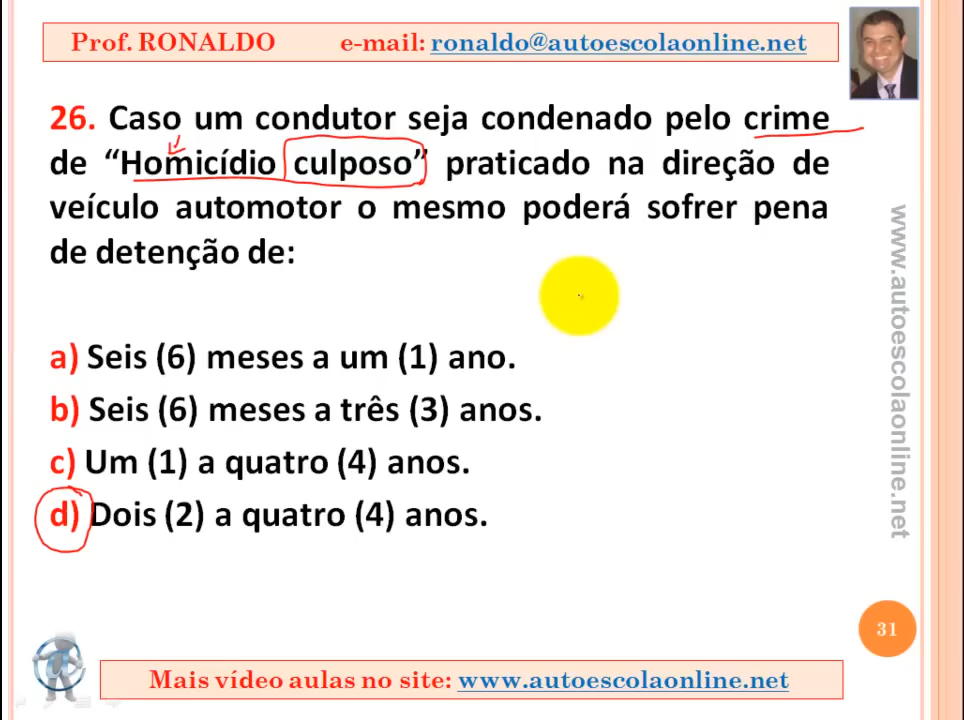 Prof. RONALDO e-mail: ronaldo@autoescolaonline.net
26. Caso um condutor seja condenado pelo crime
de “Homicídio culposo” praticado na direção de
veículo automotor o mesmo poderá sofrer pena
de detenção de:
a) Seis (6) meses a um (1) ano.
b) Seis (6) meses a três (3) anos.
c) Um (1) a quatro (4) anos.
d) Dois (2) a quatro (4) anos.
www.autoescolaonline.net
31
Mais vídeo aulas no site: www.autoescolaonline.net